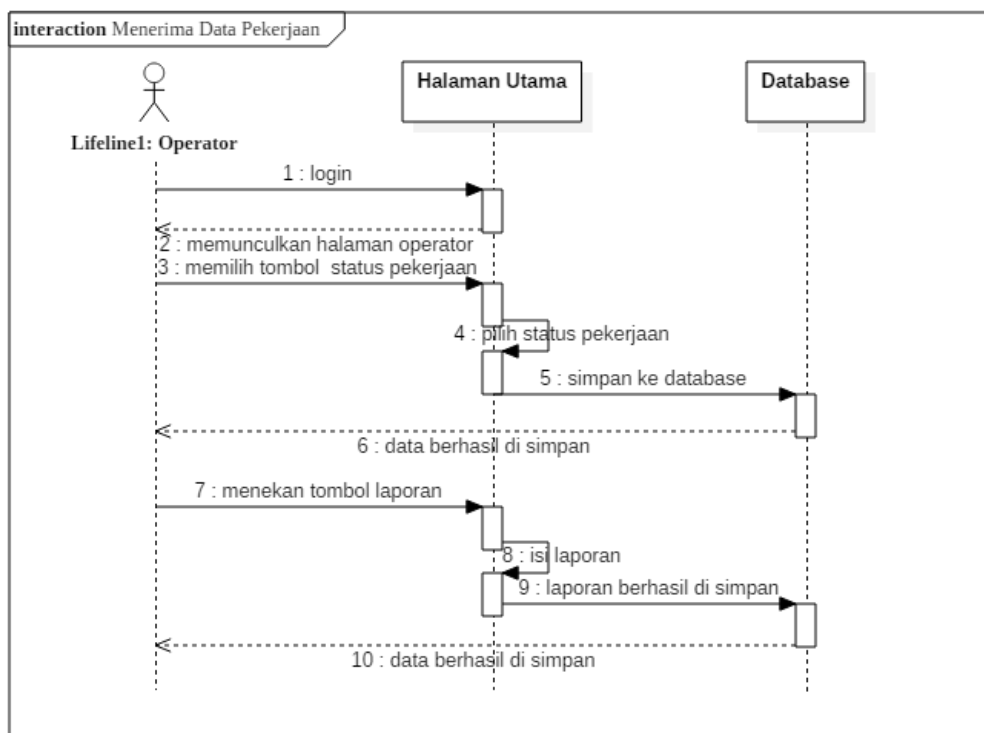 interaction Menerima Data Pekerjaan
Halaman Utama
Database
Lifeline1: Operator
1 : login
2 : memunculkan halaman operator
3 : memilih tombol  status pekerjaan
4 : pilih status pekerjaan
5 : simpan ke database
6 : data berhasil di simpan
7 : menekan tombol laporan
8 : isi laporan
9 : laporan berhasil di simpan
10 : data berhasil di simpan